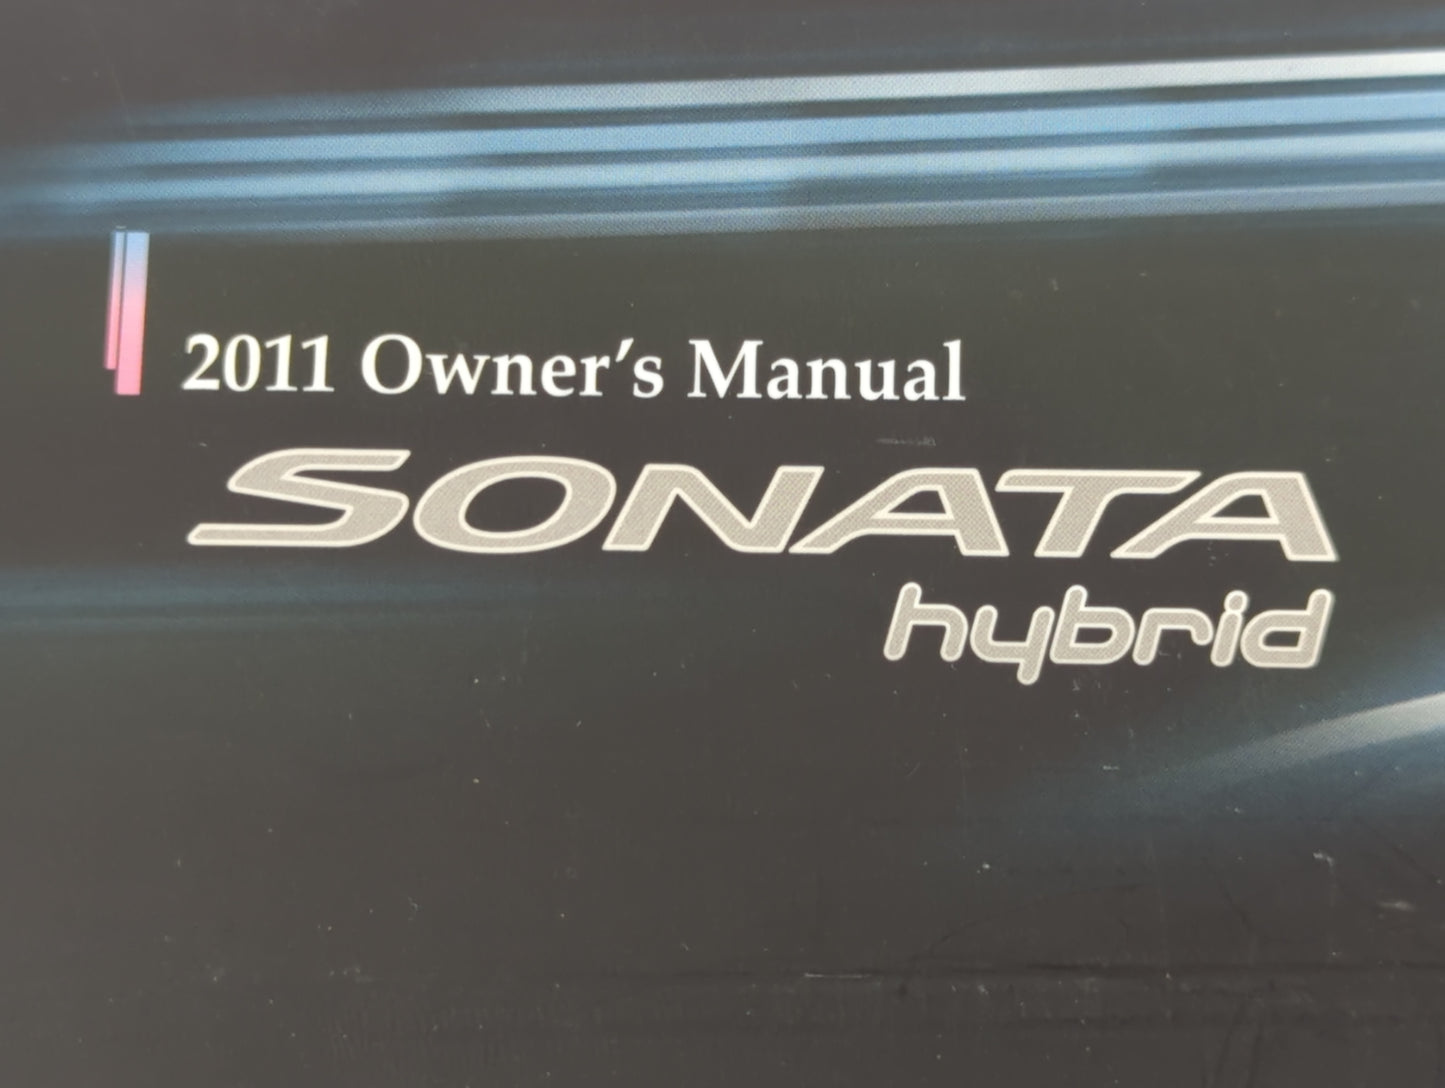 2011 Owner’s Manual
SONATA
hybrid